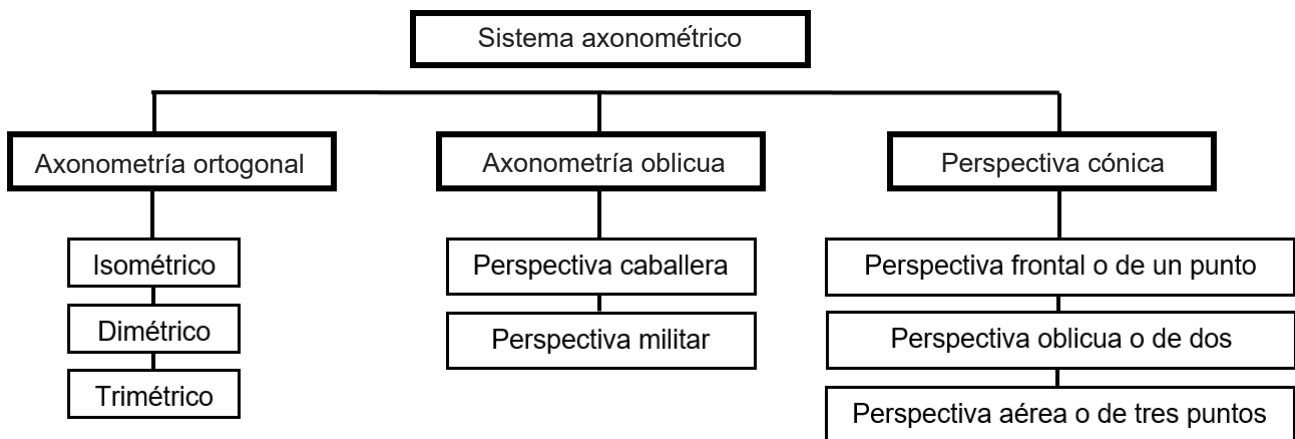 Sistema axonométrico
Axonometría ortogonal
Axonometría oblicua
Perspectiva cónica
Isométrico
Dimétrico
Trimétrico
Perspectiva caballera
Perspectiva militar
Perspectiva frontal o de un punto
Perspectiva oblicua o de dos
Perspectiva aérea o de tres puntos